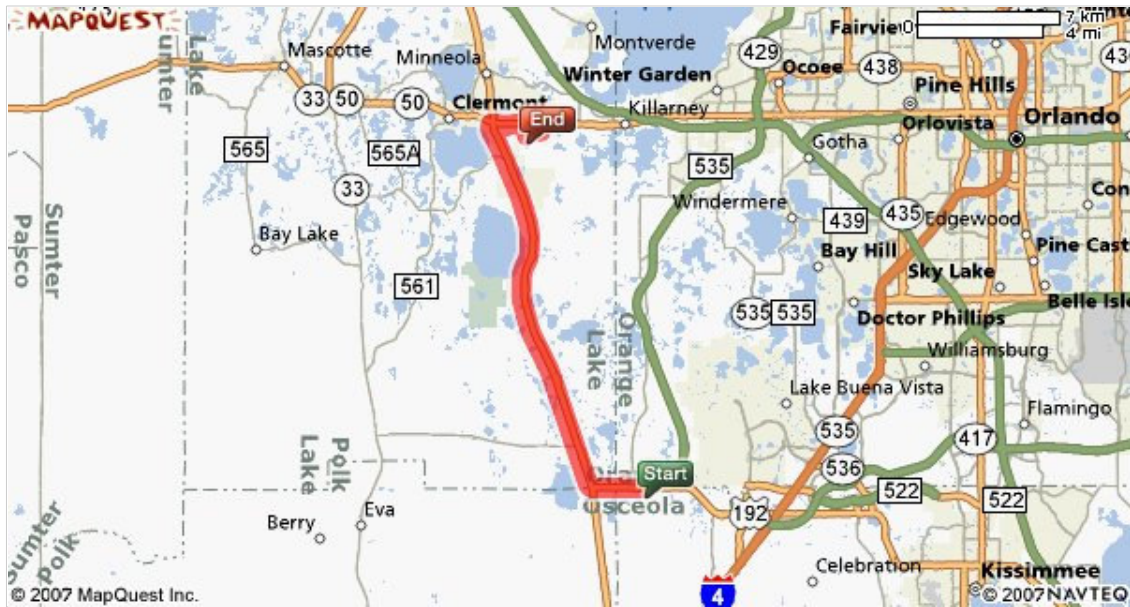 MAPQUEST
7 km
0
4 mi
Sumter
Lake
Mascotte
Minneola
Montverde
429
Ocoee
438
Winter Garden
Pine Hills
33
50
50
Clermont
End
Killarney
Orlovista
Orlando
565
565A
535
Gotha
33
Windermere
439
435
Edgewood
Sumter
Pasco
Bay Lake
Bay Hill
Pine Cast
Sky Lake
561
535
535
Belle Isle
Lake
Orange
Doctor Phillips
Williamsburg
Lake Buena Vista
Flamingo
535
417
Lake
Polk
Start
536
522
522
Osceola
192
Berry
Eva
Sumter
Polk
Celebration
Kissimmee
4
© 2007 MapQuest Inc.
© 2007 NAVTEQ